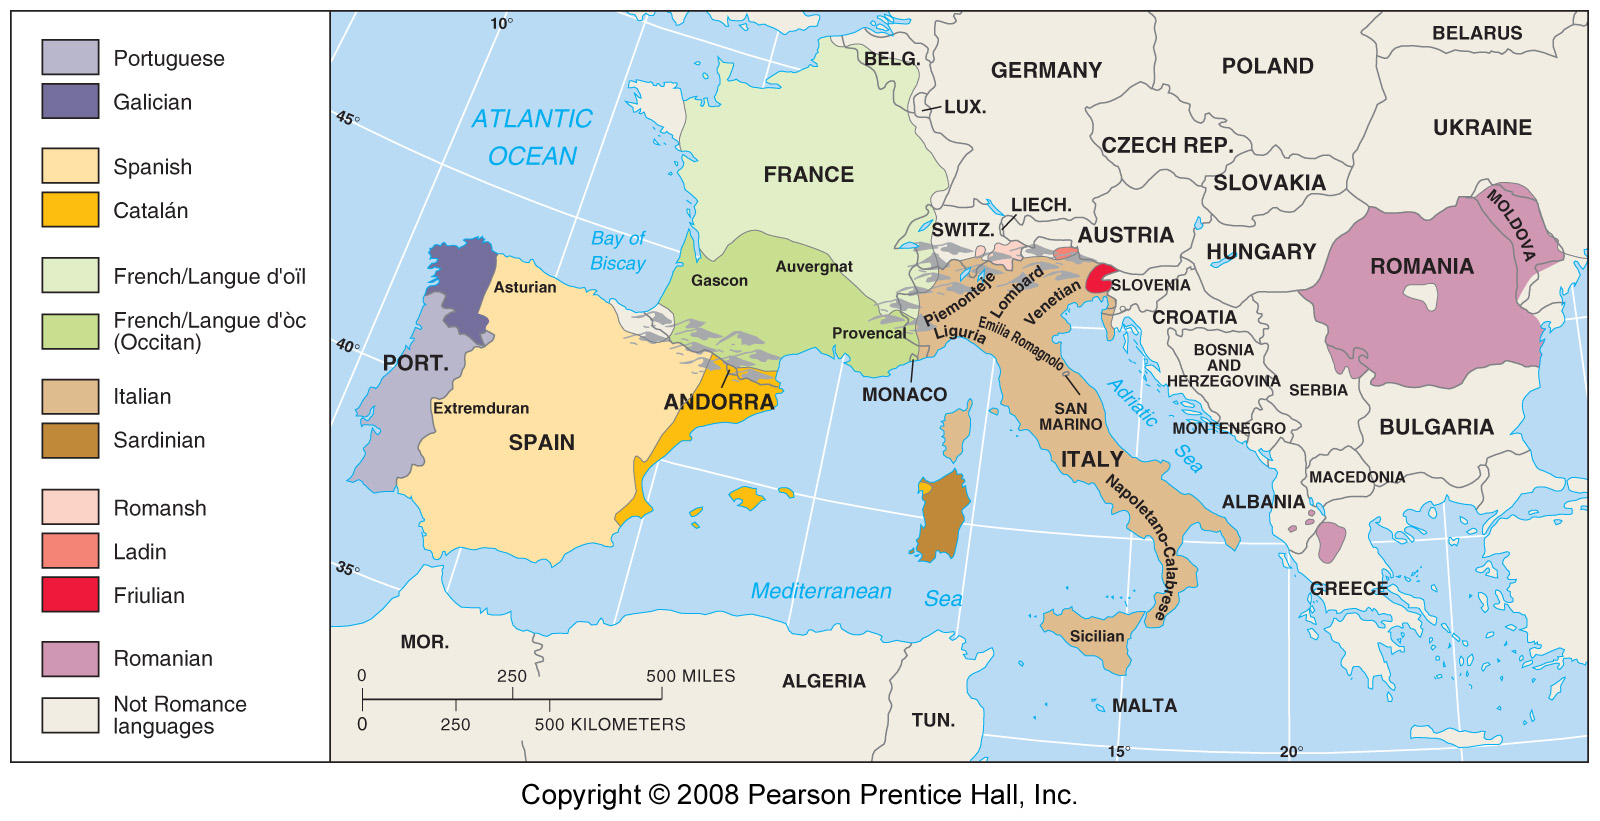 Portuguese
Galician
Spanish
Catalán
French/Langue d'oïl
French/Langue d'òc
(Occitan)
Italian
Sardinian
Romansh
Ladin
Friulian
Romanian
Not Romance
languages
10°
45°
40°
35°
15°
20°
ATLANTIC
OCEAN
Bay of
Biscay
BELG.
LUX.
GERMANY
POLAND
BELARUS
UKRAINE
CZECH REP.
SLOVAKIA
FRANCE
SWITZ.
LIECH.
AUSTRIA
HUNGARY
MOLDOVA
ROMANIA
SLOVENIA
CROATIA
BOSNIA
AND
HERZEGOVINA
SERBIA
MONTENEGRO
BULGARIA
MACEDONIA
ALBANIA
GREECE
Gascon
Auvergnat
Provencal
Asturian
Extremduran
PORT.
SPAIN
ANDORRA
MONACO
Piemonteje
Lombard
Venetian
Liguria
Emilia Romagnolo
SAN
MARINO
ITALY
Napoletano-Calabrese
Sicilian
Adriatic
Sea
Mediterranean
Sea
MOR.
ALGERIA
TUN.
MALTA
0
250
500 MILES
0
250
500 KILOMETERS
Copyright © 2008 Pearson Prentice Hall, Inc.